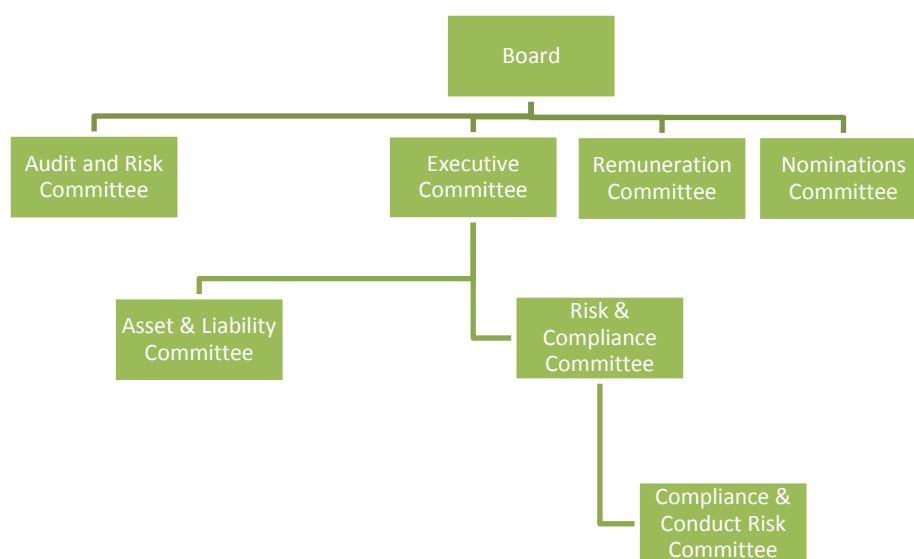 Board
Audit and Risk
Committee
Executive
Committee
Remuneration
Committee
Nominations
Committee
Asset & Liability
Committee
Risk &
Compliance
Committee
Compliance &
Conduct Risk
Committee